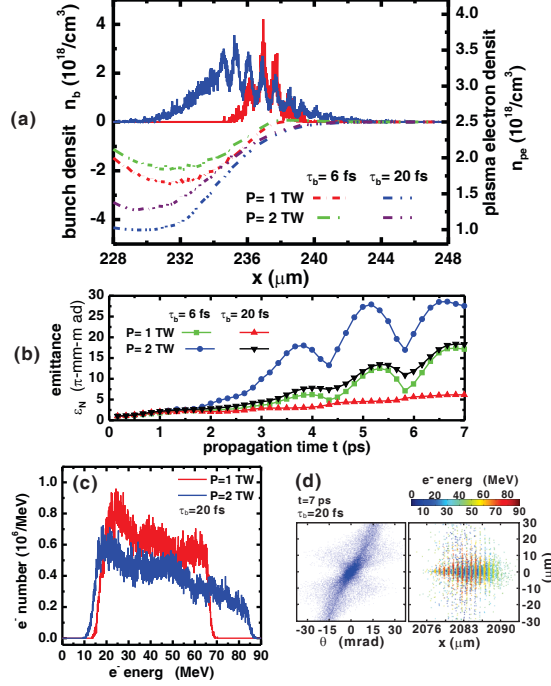 (a)
bunch densit n_b (10^18/cm^3)
4
2
0
-2
-4
plasma electron densit
n_pe (10^18/cm^3)
4.0
3.5
3.0
2.5
2.0
1.5
1.0
τ_b= 6 fs τ_b= 20 fs
P= 1 TW
P= 2 TW
228 232 236 240 244 248
x (μm)
(b)
emittance
ε_N (π-mm-m ad)
30
25
20
15
10
5
0
τ_b= 6 fs τ_b= 20 fs
P= 1 TW
P= 2 TW
0 1 2 3 4 5 6 7
propagation time t (ps)
(c)
e^- number (10^6/MeV)
1.2
1.0
0.8
0.6
0.4
0.2
0.0
P=1 TW
P=2 TW
τ_b=20 fs
0 10 20 30 40 50 60 70 80 90
e^- energ (MeV)
(d)
t=7 ps
τ_b=20 fs
e^- energ (MeV)
0 10 20 30 40 50 60 70 80 90
30
20
10
0
-10
-20
-30
(μm)
-30 -15 0 15 30
θ (mrad)
2076 2083 2090
x (μm)